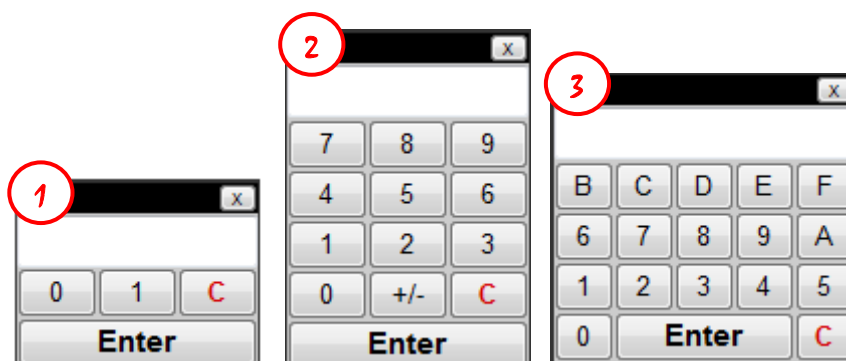 1
x
0 1 C
Enter
2
x
7 8 9
4 5 6
1 2 3
0 +/- C
Enter
3
x
B C D E F
6 7 8 9 A
1 2 3 4 5
0 Enter C